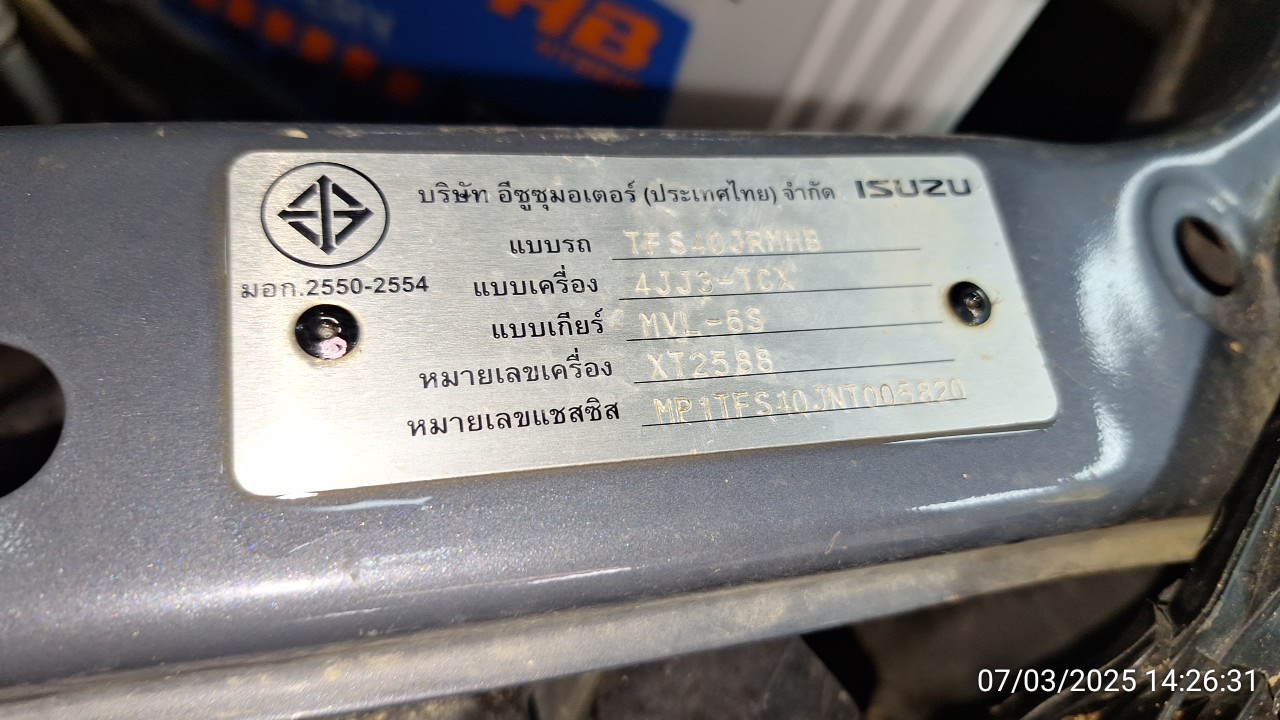 HB
บริษัท อีซูซุมอเตอร์ (ประเทศไทย) จำกัด ISUZU
แบบรถ TFS40JRMHB
มอก.2550-2554
แบบเครื่อง 4JJ3-TCX
แบบเกียร์ MVL-6S
หมายเลขเครื่อง XT2588
หมายเลขแชสซิส MP1TFS40JNT005820
07/03/2025 14:26:31